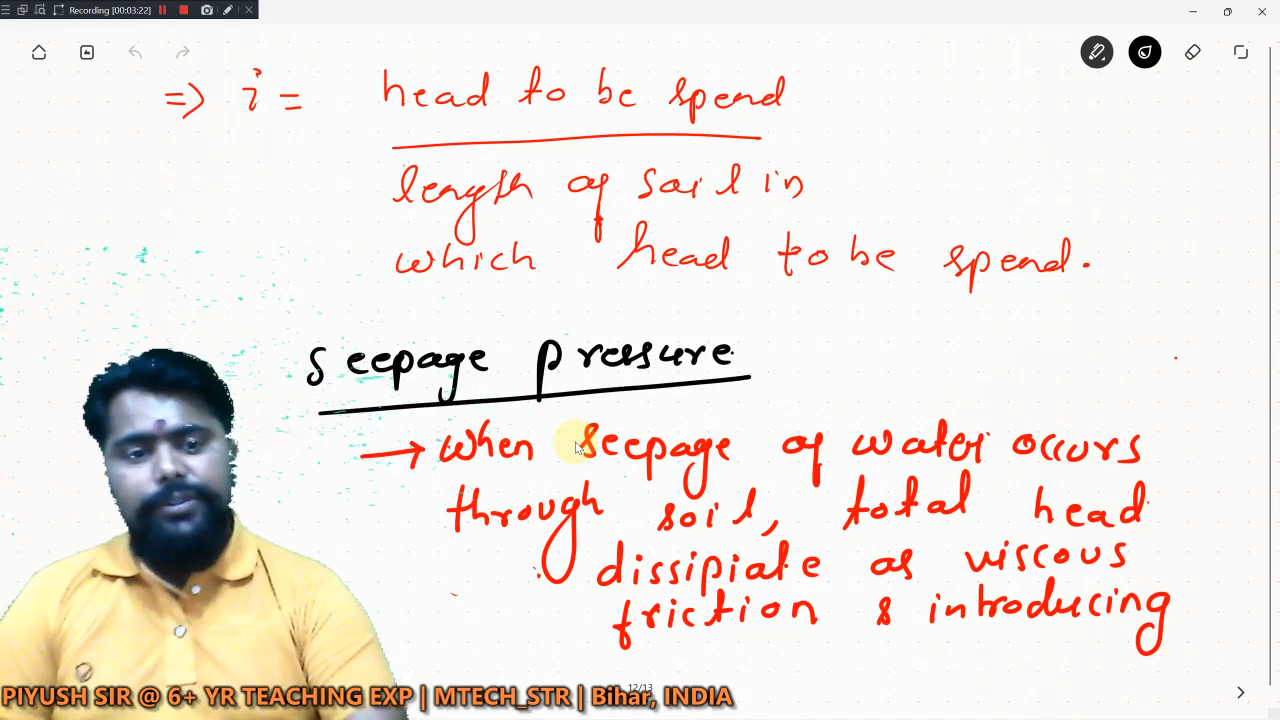 Recording [00:03:22]
=> i = head to be spend
length of soil in
which head to be spend.
Seepage pressure
→ When seepage of water occurs
through soil, total head
dissipiate as viscous
friction & introducing
12/13
PIYUSH SIR @ 6+ YR TEACHING EXP | MTECH_STR | Bihar, INDIA